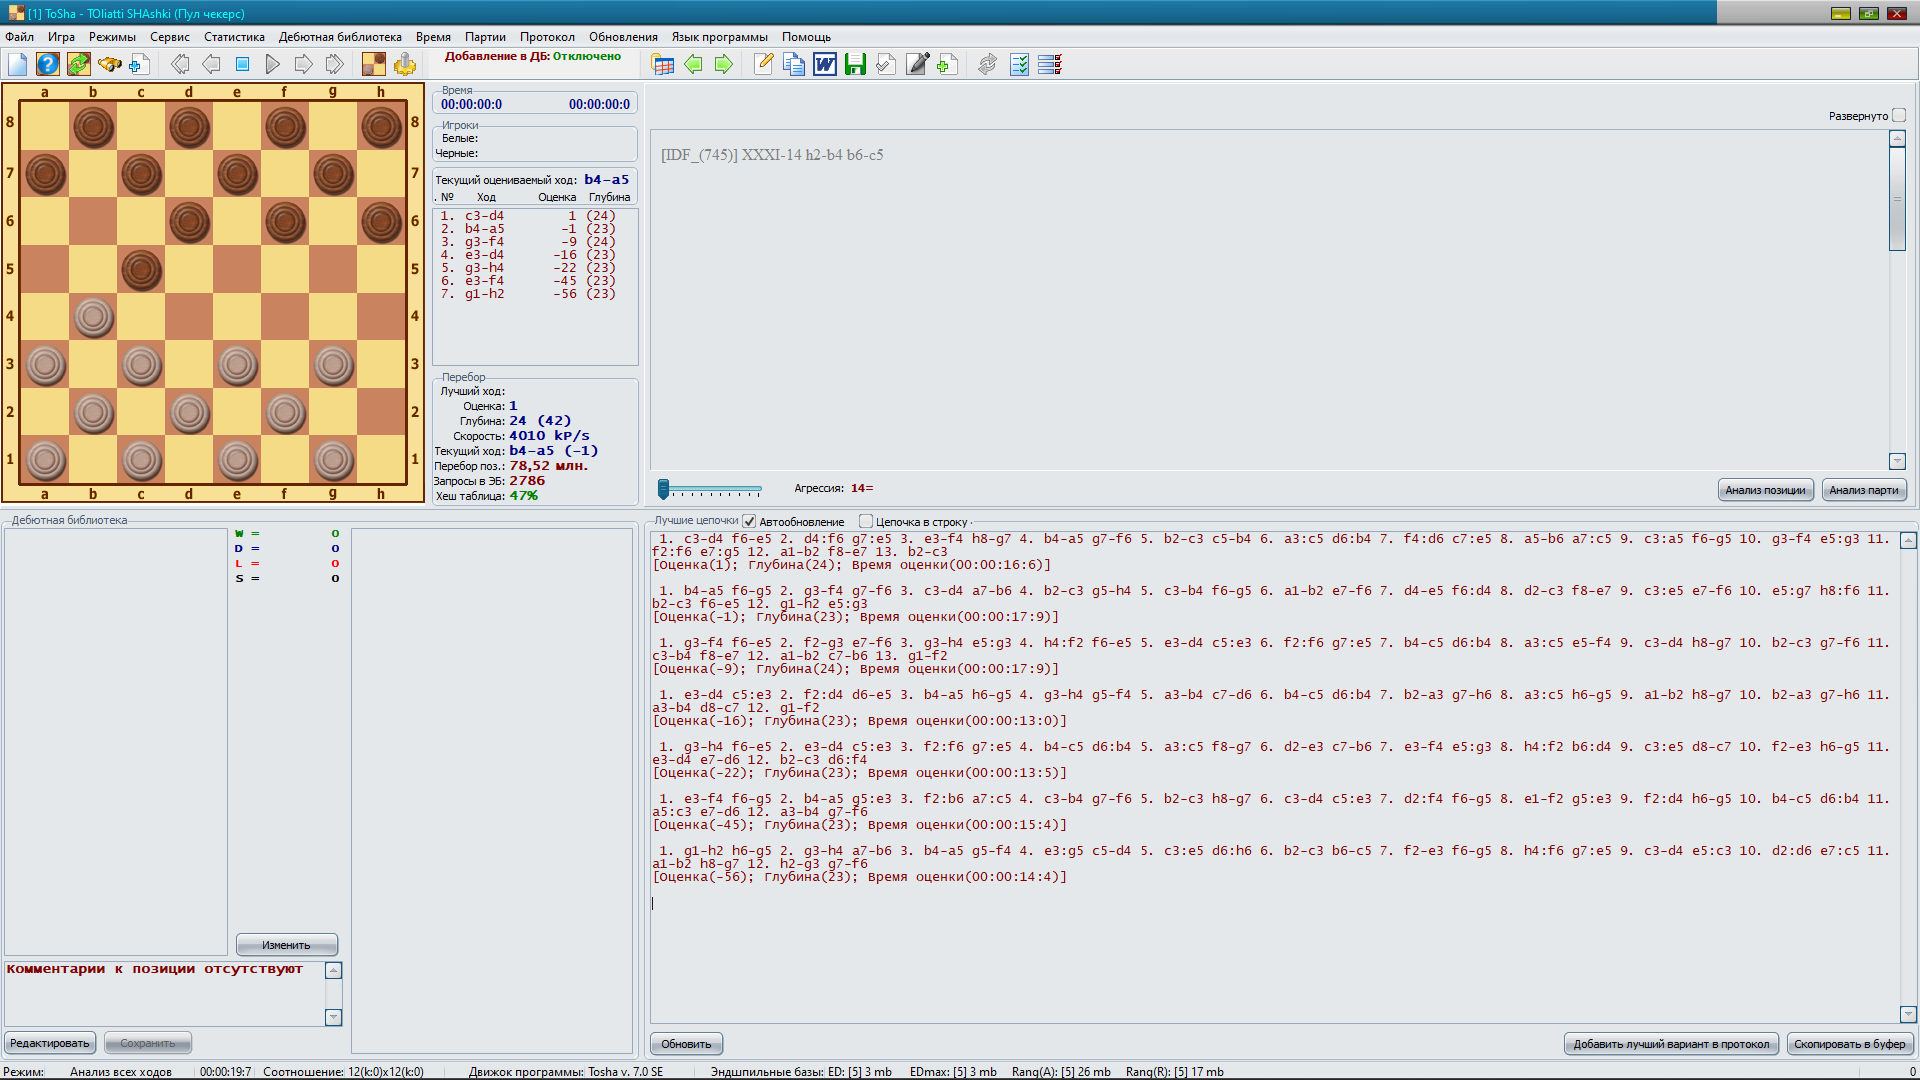 [1] ToSha - TOliatti SHAshki (Пул чекерс)
Файл Игра Режимы Сервис Статистика Дебютная библиотека Время Партии Протокол Обновления Язык программы Помощь
Добавление в ДБ: Отключено
a b c d e f g h
8 8
7 7
6 6
5 5
4 4
3 3
2 2
1 1
a b c d e f g h
Время
00:00:00:0 00:00:00:0
Игроки
Белые:
Черные:
Текущий оцениваемый ход: b4-a5
. № Ход Оценка Глубина
1. c3-d4 1 (24)
2. b4-a5 -1 (23)
3. g3-f4 -9 (24)
4. e3-d4 -16 (23)
5. g3-h4 -22 (23)
6. e3-f4 -45 (23)
7. g1-h2 -56 (23)
Перебор
Лучший ход:
Оценка: 1
Глубина: 24 (42)
Скорость: 4010 kP/s
Текущий ход: b4-a5 (-1)
Перебор поз.: 78,52 млн.
Запросы в ЭБ: 2786
Хеш таблица: 47%
Развернуто
[IDF_(745)] XXXI-14 h2-b4 b6-c5
Агрессия: 14=
Анализ позиции Анализ парти
Дебютная библиотека
W = 0
D = 0
L = 0
S = 0
Изменить
Комментарии к позиции отсутствуют
Редактировать Сохранить
Лучшие цепочки Автообновление Цепочка в строку
1. c3-d4 f6-e5 2. d4:f6 g7:e5 3. e3-f4 h8-g7 4. b4-a5 g7-f6 5. b2-c3 c5-b4 6. a3:c5 d6:b4 7. f4:d6 c7:e5 8. a5-b6 a7:c5 9. c3:a5 f6-g5 10. g3-f4 e5:g3 11.
f2:f6 e7:g5 12. a1-b2 f8-e7 13. b2-c3
[Оценка(1); Глубина(24); Время оценки(00:00:16:6)]
1. b4-a5 f6-g5 2. g3-f4 g7-f6 3. c3-d4 a7-b6 4. b2-c3 g5-h4 5. c3-b4 f6-g5 6. a1-b2 e7-f6 7. d4-e5 f6:d4 8. d2-c3 f8-e7 9. c3:e5 e7-f6 10. e5:g7 h8:f6 11.
b2-c3 f6-e5 12. g1-h2 e5:g3
[Оценка(-1); Глубина(23); Время оценки(00:00:17:9)]
1. g3-f4 f6-e5 2. f2-g3 e7-f6 3. g3-h4 e5:g3 4. h4:f2 f6-e5 5. e3-d4 c5:e3 6. f2:f6 g7:e5 7. b4-c5 d6:b4 8. a3:c5 e5-f4 9. c3-d4 h8-g7 10. b2-c3 g7-f6 11.
c3-b4 f8-e7 12. a1-b2 c7-b6 13. g1-f2
[Оценка(-9); Глубина(24); Время оценки(00:00:17:9)]
1. e3-d4 c5:e3 2. f2:d4 d6-e5 3. b4-a5 h6-g5 4. g3-h4 g5-f4 5. a3-b4 c7-d6 6. b4-c5 d6:b4 7. b2-a3 g7-h6 8. a3:c5 h6-g5 9. a1-b2 h8-g7 10. b2-a3 g7-h6 11.
a3-b4 d8-c7 12. g1-f2
[Оценка(-16); Глубина(23); Время оценки(00:00:13:0)]
1. g3-h4 f6-e5 2. e3-d4 c5:e3 3. f2:f6 g7:e5 4. b4-c5 d6:b4 5. a3:c5 f8-g7 6. d2-e3 c7-b6 7. e3-f4 e5:g3 8. h4:f2 b6:d4 9. c3:e5 d8-c7 10. f2-e3 h6-g5 11.
e3-d4 e7-d6 12. b2-c3 d6:f4
[Оценка(-22); Глубина(23); Время оценки(00:00:13:5)]
1. e3-f4 f6-g5 2. b4-a5 g5:e3 3. f2:b6 a7:c5 4. c3-b4 g7-f6 5. b2-c3 h8-g7 6. c3-d4 c5:e3 7. d2:f4 f6-g5 8. e1-f2 g5:e3 9. f2:d4 h6-g5 10. b4-c5 d6:b4 11.
a5:c3 e7-d6 12. a3-b4 g7-f6
[Оценка(-45); Глубина(23); Время оценки(00:00:15:4)]
1. g1-h2 h6-g5 2. g3-h4 a7-b6 3. b4-a5 g5-f4 4. e3:g5 c5-d4 5. c3:e5 d6:h6 6. b2-c3 b6-c5 7. f2-e3 f6-g5 8. h4:f6 g7:e5 9. c3-d4 e5:c3 10. d2:d6 e7:c5 11.
a1-b2 h8-g7 12. h2-g3 g7-f6
[Оценка(-56); Глубина(23); Время оценки(00:00:14:4)]
Обновить Добавить лучший вариант в протокол Скопировать в буфер
Режим: Анализ всех ходов 00:00:19:7 Соотношение: 12(k:0)x12(k:0) Движок программы: Tosha v. 7.0 SE Эндшпильные базы: ED: [5] 3 mb EDmax: [5] 3 mb Rang(A): [5] 26 mb Rang(R): [5] 17 mb 0